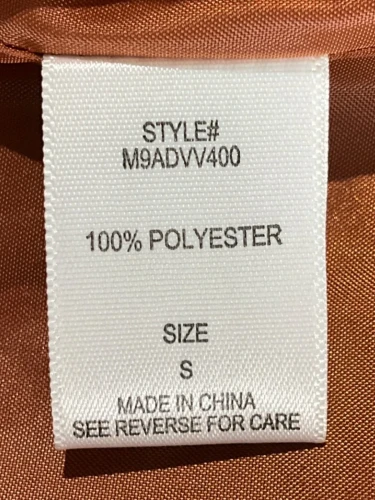 STYLE#
M9ADVV400
100% POLYESTER
SIZE
S
MADE IN CHINA
SEE REVERSE FOR CARE